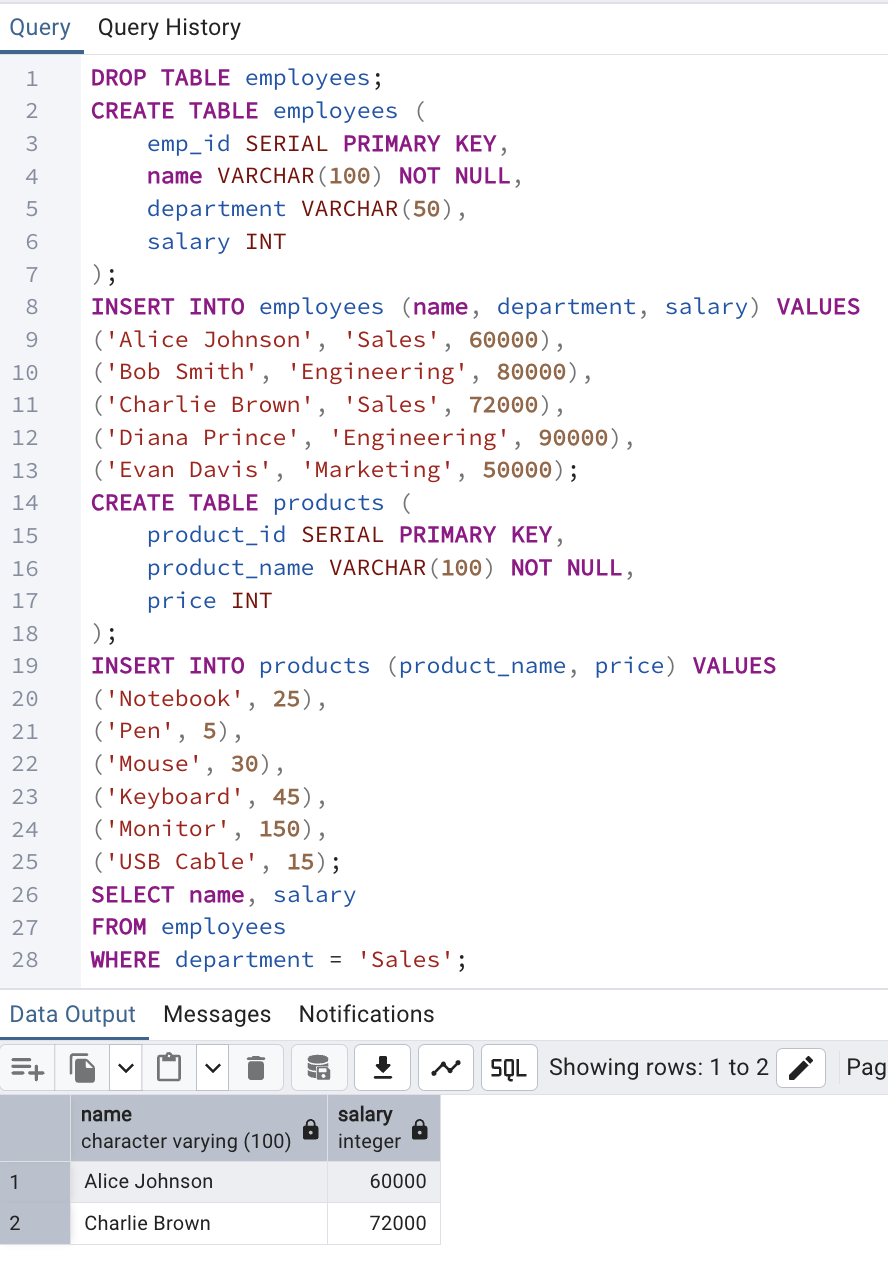 Query Query History
1 DROP TABLE employees;
2 CREATE TABLE employees (
3 emp_id SERIAL PRIMARY KEY,
4 name VARCHAR(100) NOT NULL,
5 department VARCHAR(50),
6 salary INT
7 );
8 INSERT INTO employees (name, department, salary) VALUES
9 ('Alice Johnson', 'Sales', 60000),
10 ('Bob Smith', 'Engineering', 80000),
11 ('Charlie Brown', 'Sales', 72000),
12 ('Diana Prince', 'Engineering', 90000),
13 ('Evan Davis', 'Marketing', 50000);
14 CREATE TABLE products (
15 product_id SERIAL PRIMARY KEY,
16 product_name VARCHAR(100) NOT NULL,
17 price INT
18 );
19 INSERT INTO products (product_name, price) VALUES
20 ('Notebook', 25),
21 ('Pen', 5),
22 ('Mouse', 30),
23 ('Keyboard', 45),
24 ('Monitor', 150),
25 ('USB Cable', 15);
26 SELECT name, salary
27 FROM employees
28 WHERE department = 'Sales';
Data Output Messages Notifications
SQL Showing rows: 1 to 2 Pag
name salary
character varying (100) integer
1 Alice Johnson 60000
2 Charlie Brown 72000